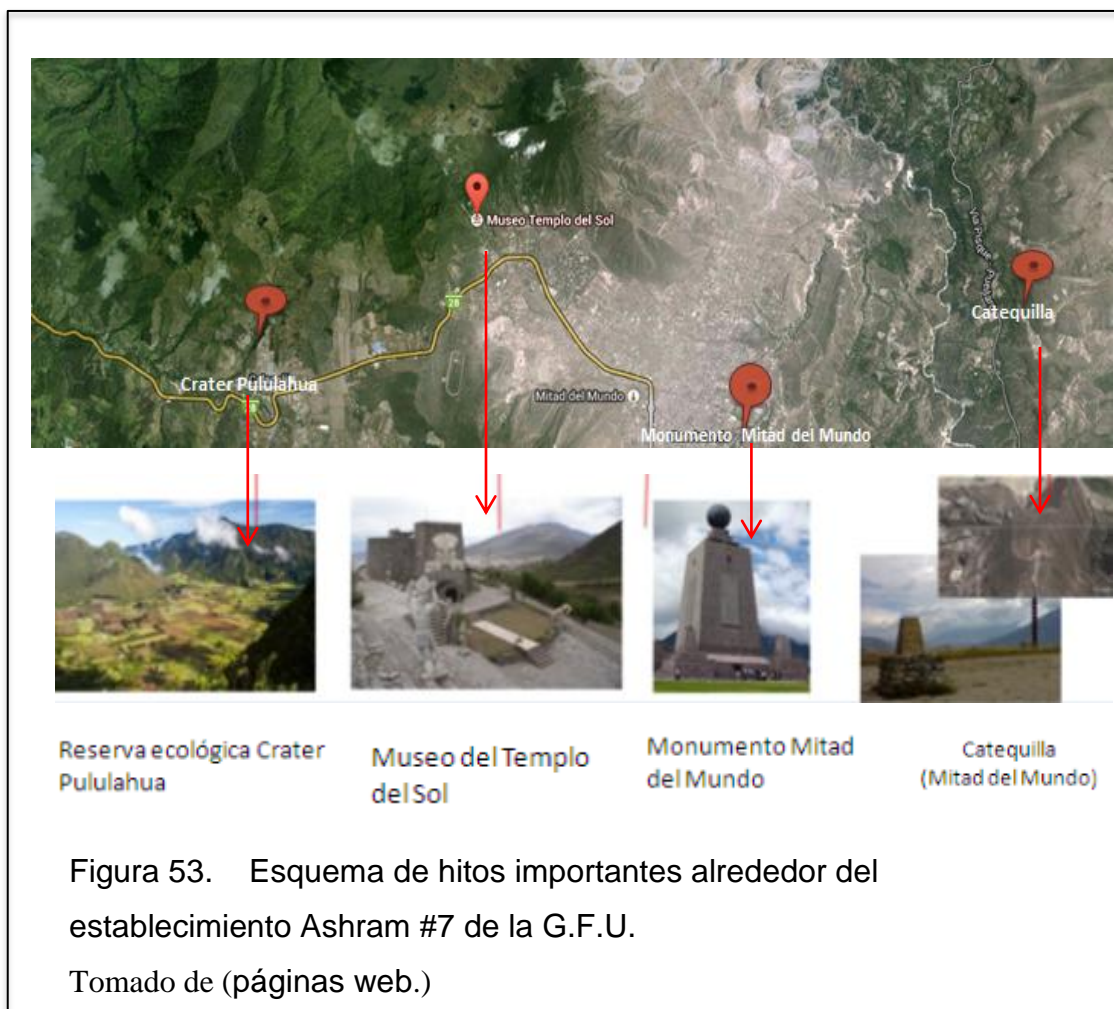 Museo Templo del Sol
28
Via Pisque
Catequilla
Crater Pululahua
Mitad del Mundo
Monumento Mitad del Mundo
Reserva ecológica Crater
Pululahua
Museo del Templo
del Sol
Monumento Mitad
del Mundo
Catequilla
(Mitad del Mundo)
Figura 53. Esquema de hitos importantes alrededor del
establecimiento Ashram #7 de la G.F.U.
Tomado de (páginas web.)